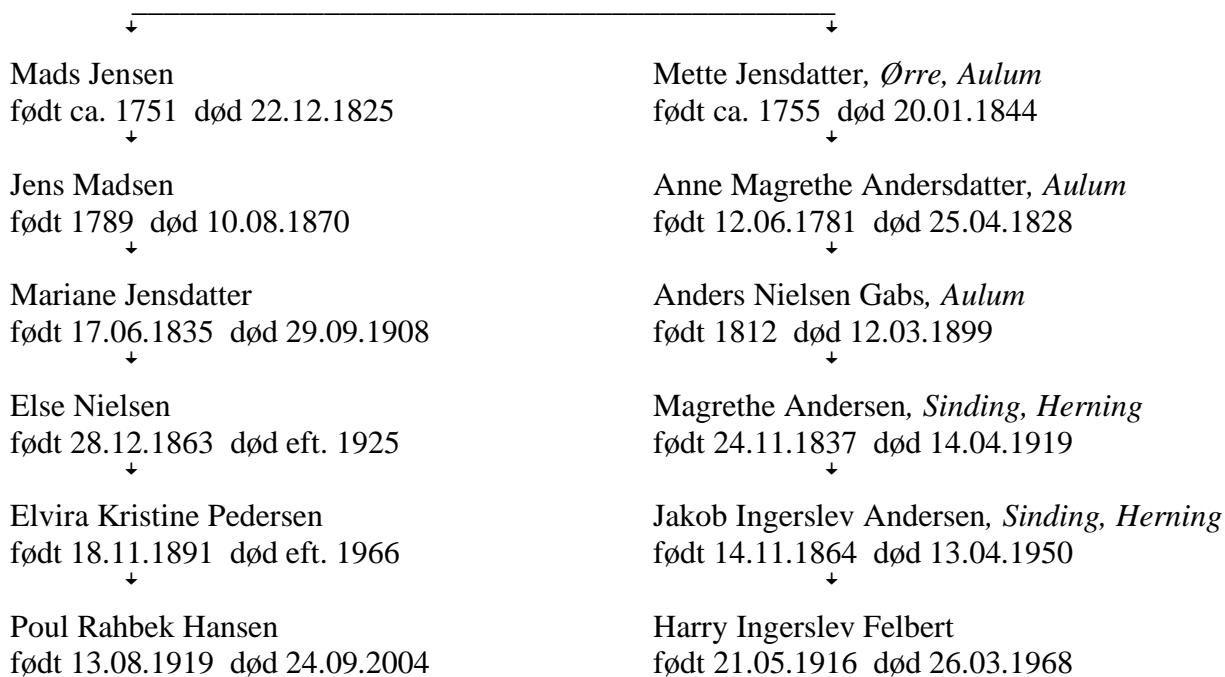 Mads Jensen
født ca. 1751  død 22.12.1825
Mette Jensdatter, Ørre, Aulum
født ca. 1755  død 20.01.1844
Jens Madsen
født 1789  død 10.08.1870
Anne Magrethe Andersdatter, Aulum
født 12.06.1781  død 25.04.1828
Mariane Jensdatter
født 17.06.1835  død 29.09.1908
Anders Nielsen Gabs, Aulum
født 1812  død 12.03.1899
Else Nielsen
født 28.12.1863  død eft. 1925
Magrethe Andersen, Sinding, Herning
født 24.11.1837  død 14.04.1919
Elvira Kristine Pedersen
født 18.11.1891  død eft. 1966
Jakob Ingerslev Andersen, Sinding, Herning
født 14.11.1864  død 13.04.1950
Poul Rahbek Hansen
født 13.08.1919  død 24.09.2004
Harry Ingerslev Felbert
født 21.05.1916  død 26.03.1968